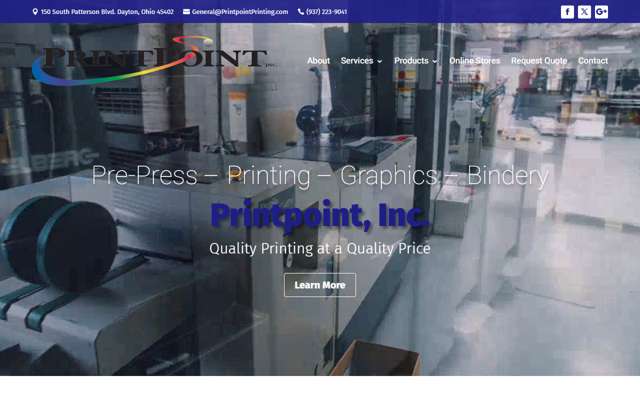 150 South Patterson Blvd. Dayton, Ohio 45402 General@PrintpointPrinting.com (937) 223-9041
PRINTPOINT INC.
About Services Products Online Stores Request Quote Contact
Pre-Press – Printing – Graphics – Bindery
Printpoint, Inc.
Quality Printing at a Quality Price
Learn More